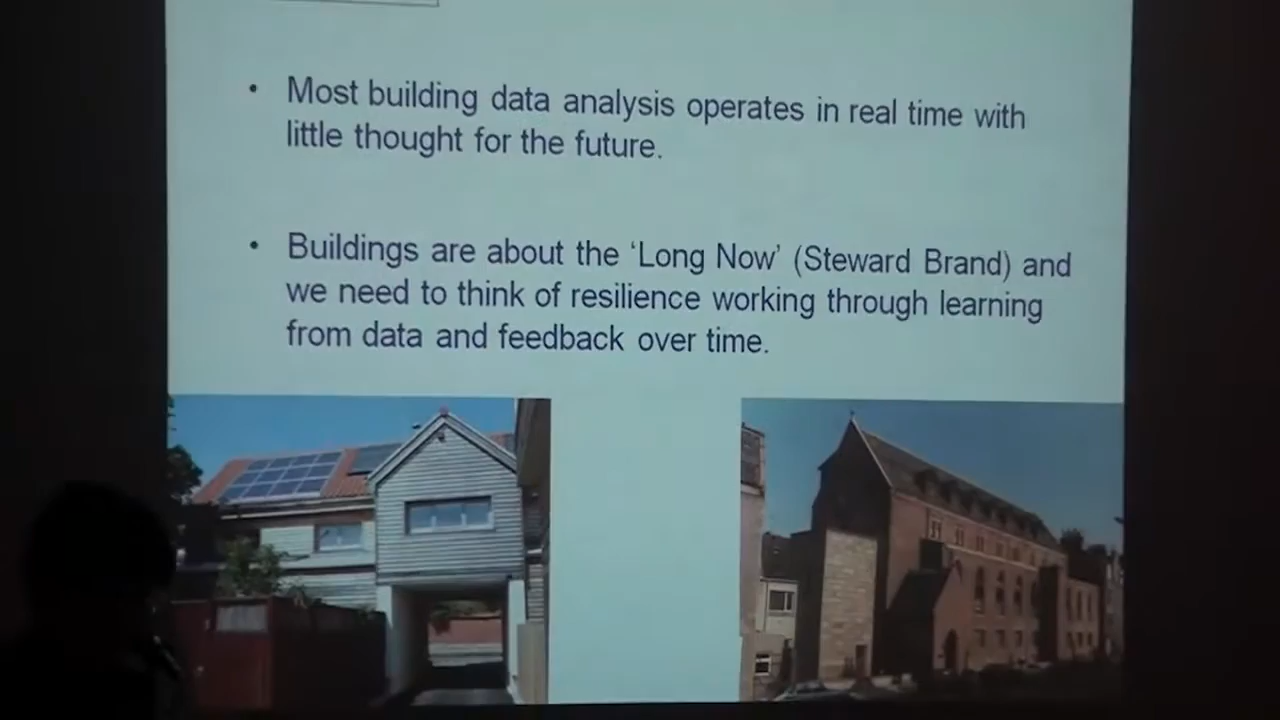 • Most building data analysis operates in real time with
little thought for the future.
• Buildings are about the ‘Long Now’ (Steward Brand) and
we need to think of resilience working through learning
from data and feedback over time.